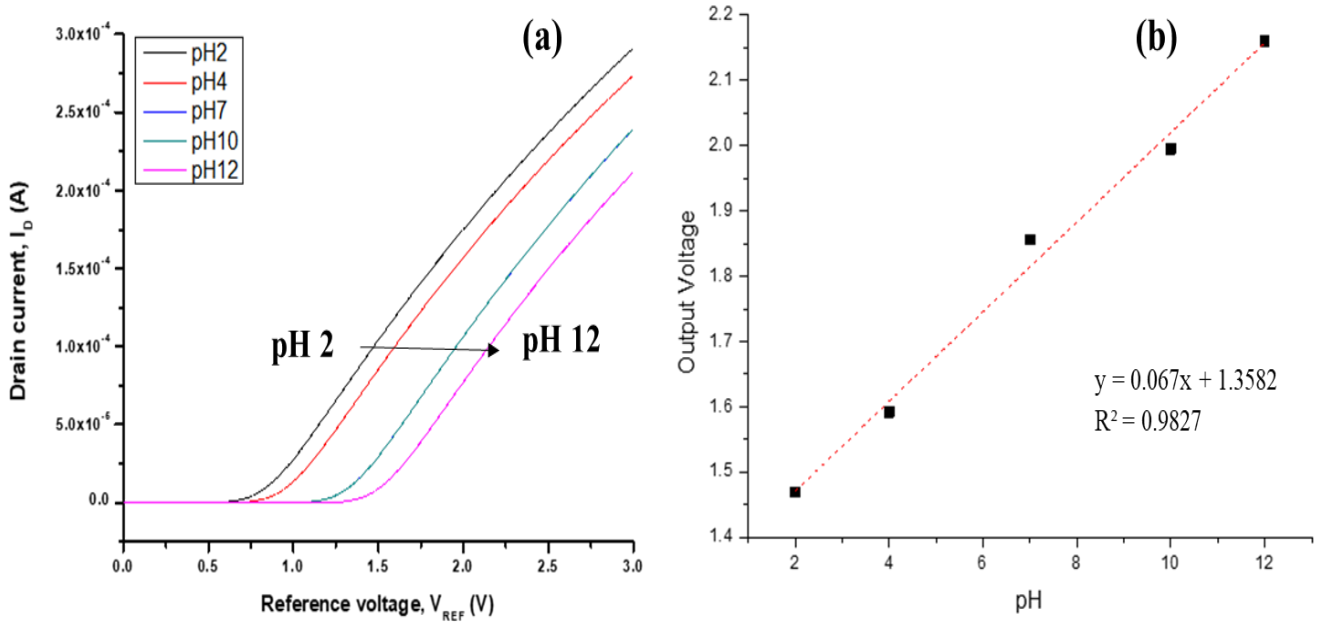 (a)
pH2
pH4
pH7
pH10
pH12
3.0x10⁻⁴
2.5x10⁻⁴
2.0x10⁻⁴
1.5x10⁻⁴
1.0x10⁻⁴
5.0x10⁻⁵
0.0
Drain current, I_D (A)
pH 2
pH 12
0.0 0.5 1.0 1.5 2.0 2.5 3.0
Reference voltage, V_REF (V)
(b)
2.2
2.1
2.0
1.9
1.8
1.7
1.6
1.5
1.4
Output Voltage
y = 0.067x + 1.3582
R² = 0.9827
2 4 6 8 10 12
pH